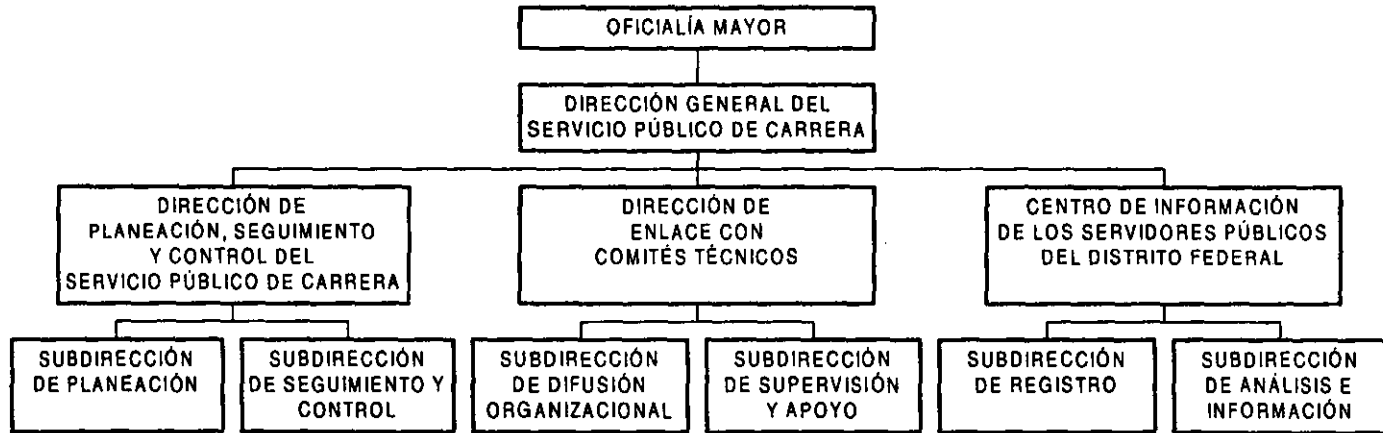 OFICIALÍA MAYOR
DIRECCIÓN GENERAL DEL
SERVICIO PÚBLICO DE CARRERA
DIRECCIÓN DE
PLANEACIÓN, SEGUIMIENTO
Y CONTROL DEL
SERVICIO PÚBLICO DE CARRERA
DIRECCIÓN DE
ENLACE CON
COMITÉS TÉCNICOS
CENTRO DE INFORMACIÓN
DE LOS SERVIDORES PÚBLICOS
DEL DISTRITO FEDERAL
SUBDIRECCIÓN
DE PLANEACIÓN
SUBDIRECCIÓN
DE SEGUIMIENTO Y
CONTROL
SUBDIRECCIÓN
DE DIFUSIÓN
ORGANIZACIONAL
SUBDIRECCIÓN
DE SUPERVISIÓN
Y APOYO
SUBDIRECCIÓN
DE REGISTRO
SUBDIRECCIÓN
DE ANÁLISIS E
INFORMACIÓN